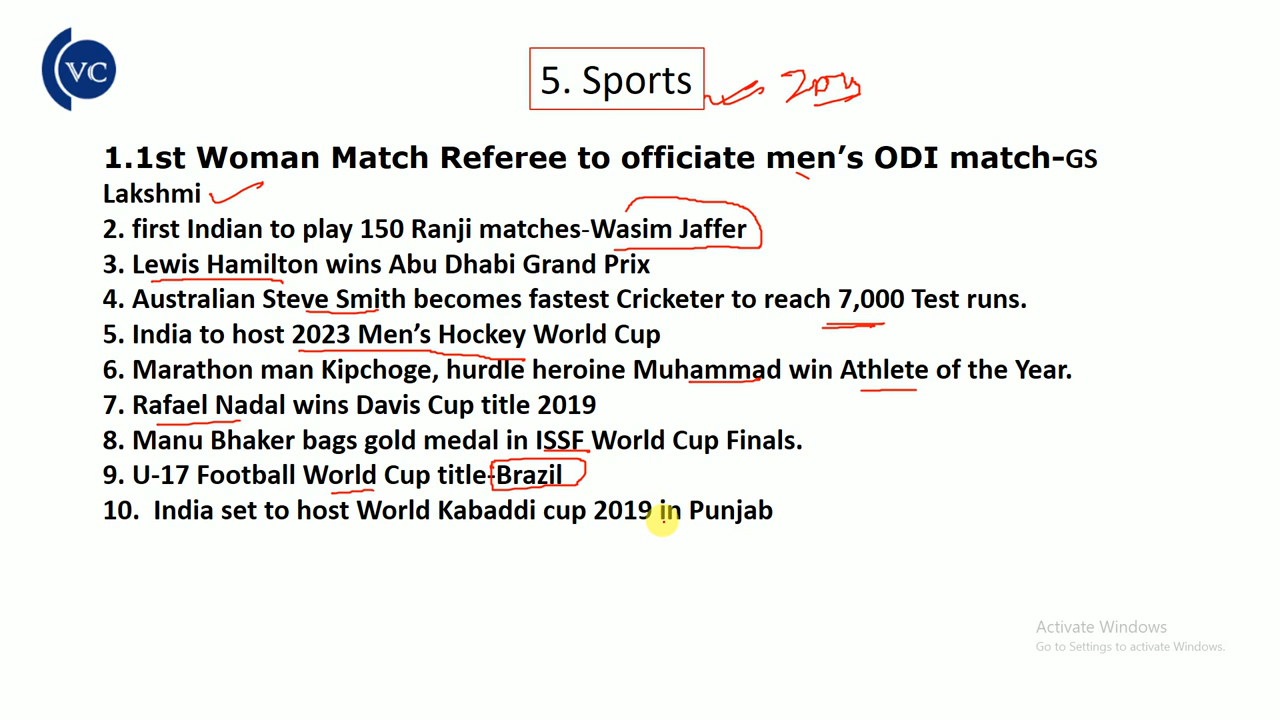 VC
5. Sports
1.1st Woman Match Referee to officiate men's ODI match-GS
Lakshmi
2. first Indian to play 150 Ranji matches-Wasim Jaffer
3. Lewis Hamilton wins Abu Dhabi Grand Prix
4. Australian Steve Smith becomes fastest Cricketer to reach 7,000 Test runs.
5. India to host 2023 Men’s Hockey World Cup
6. Marathon man Kipchoge, hurdle heroine Muhammad win Athlete of the Year.
7. Rafael Nadal wins Davis Cup title 2019
8. Manu Bhaker bags gold medal in ISSF World Cup Finals.
9. U-17 Football World Cup title-Brazil
10. India set to host World Kabaddi cup 2019 in Punjab
Activate Windows
Go to Settings to activate Windows.